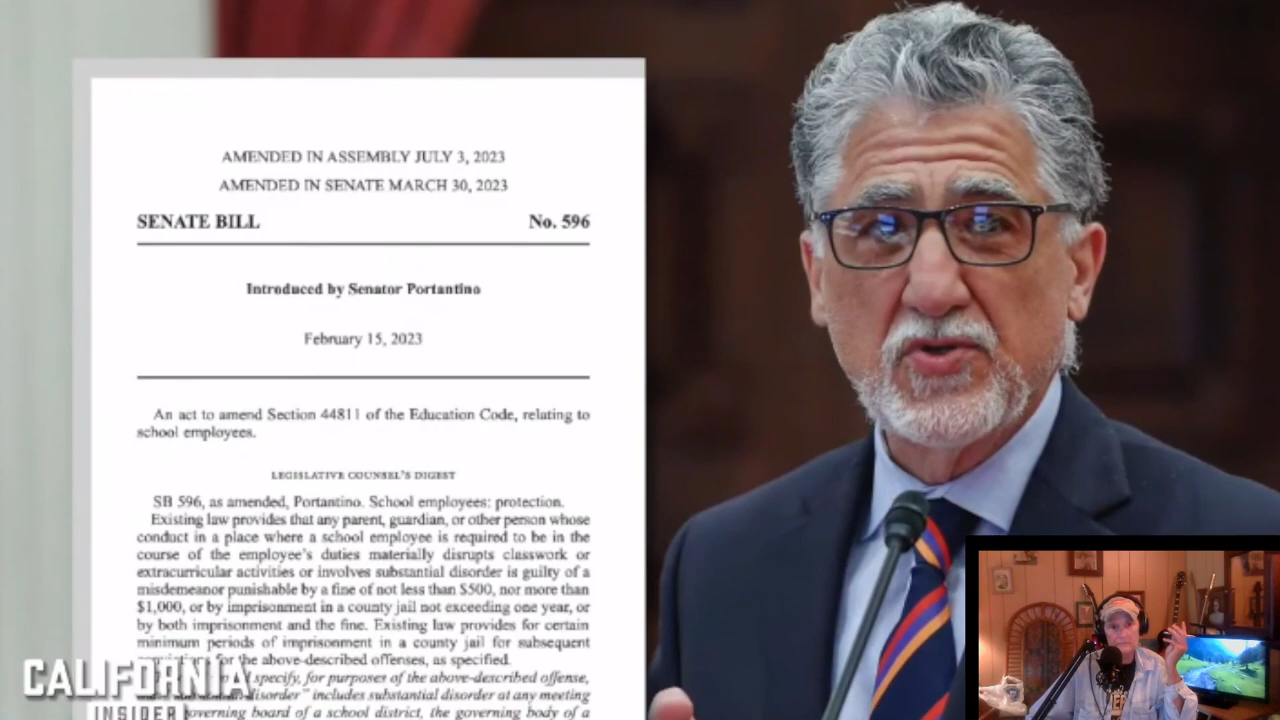 AMENDED IN ASSEMBLY JULY 3, 2023
AMENDED IN SENATE MARCH 30, 2023
SENATE BILL No. 596
Introduced by Senator Portantino
February 15, 2023
An act to amend Section 44811 of the Education Code, relating to
school employees.
LEGISLATIVE COUNSEL'S DIGEST
SB 596, as amended, Portantino. School employees: protection.
Existing law provides that any parent, guardian, or other person whose
conduct in a place where a school employee is required to be in the
course of the employee's duties materially disrupts classwork or
extracurricular activities or involves substantial disorder is guilty of a
misdemeanor punishable by a fine of not less than $500, nor more than
$1,000, or by imprisonment in a county jail not exceeding one year, or
by both imprisonment and the fine. Existing law provides for certain
minimum periods of imprisonment in a county jail for subsequent
for the above-described offenses, as specified.
specify, for purposes of the above-described offense,
disorder" includes substantial disorder at any meeting
governing board of a school district, the governing body of a
CALIFORNIA
INSIDER